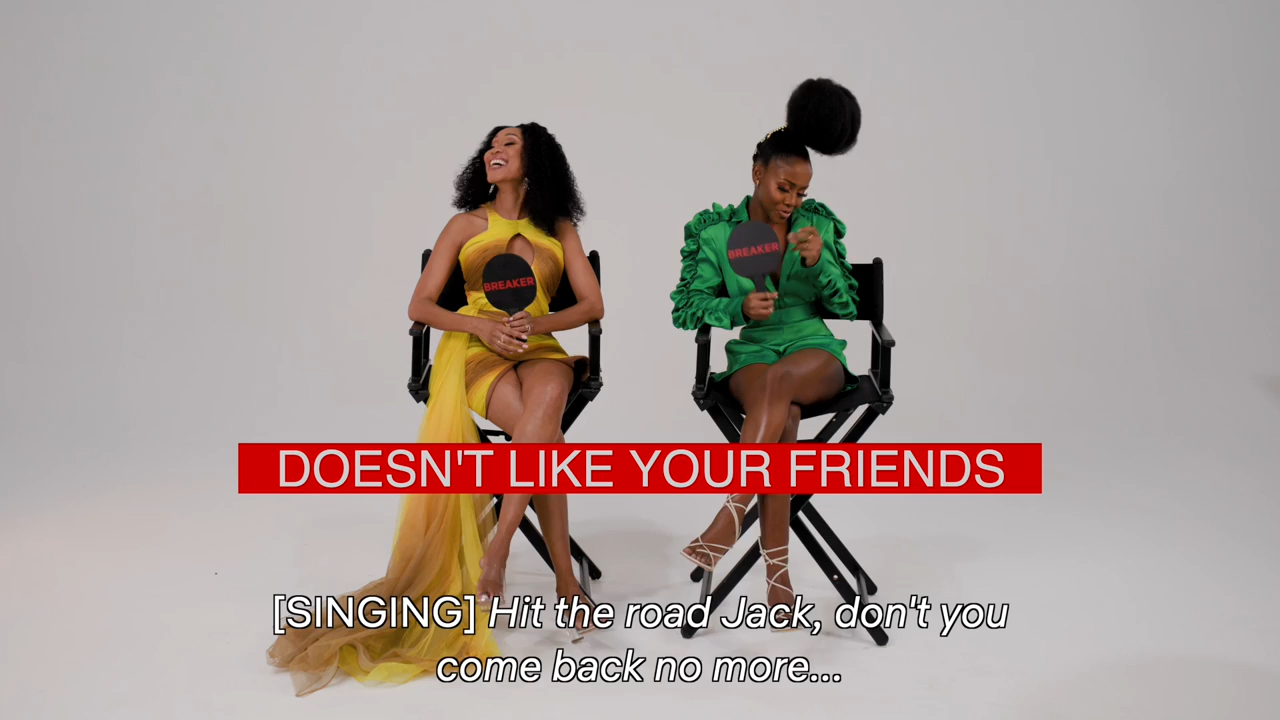 BREAKER
BREAKER
DOESN'T LIKE YOUR FRIENDS
[SINGING] Hit the road Jack, don't you
come back no more...